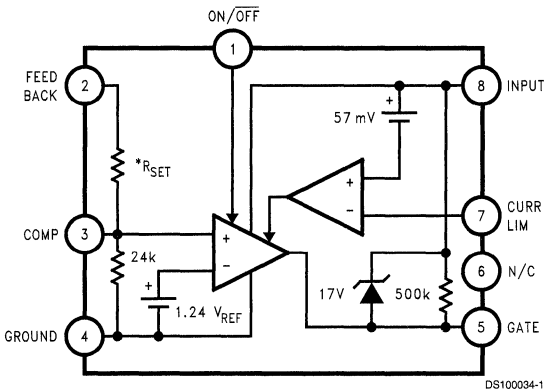 ON/OFF
1
FEED
BACK
2
8
INPUT
+
57 mV
*RSET
+
−
7
CURR
LIM
COMP
3
+
24k
−
6
N/C
+
1.24 VREF
17V
500k
GROUND
4
5
GATE
DS100034-1